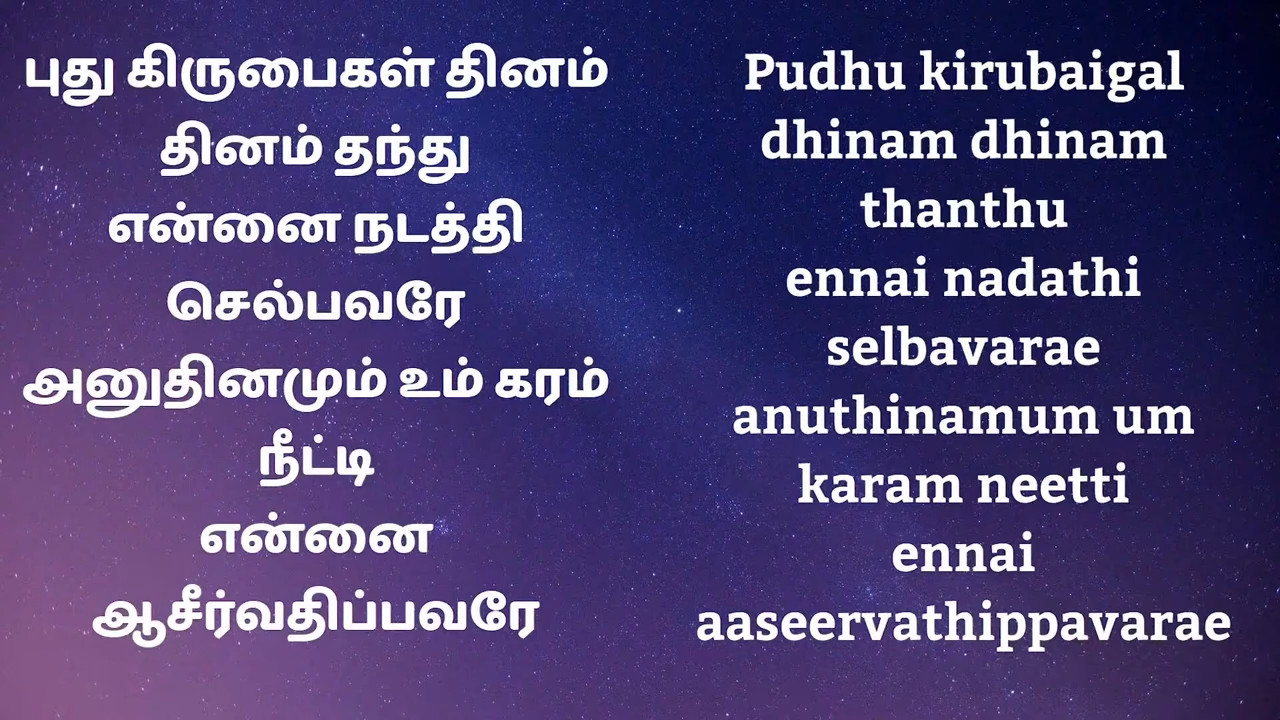 புது கிருபைகள் தினம்
தினம் தந்து
என்னை நடத்தி
செல்பவரே
அனுதினமும் உம் கரம்
நீட்டி
என்னை
ஆசீர்வதிப்பவரே
Pudhu kirubaigal
dhinam dhinam
thanthu
ennai nadathi
selbavarae
anuthinamum um
karam neetti
ennai
aaseervathippavarae